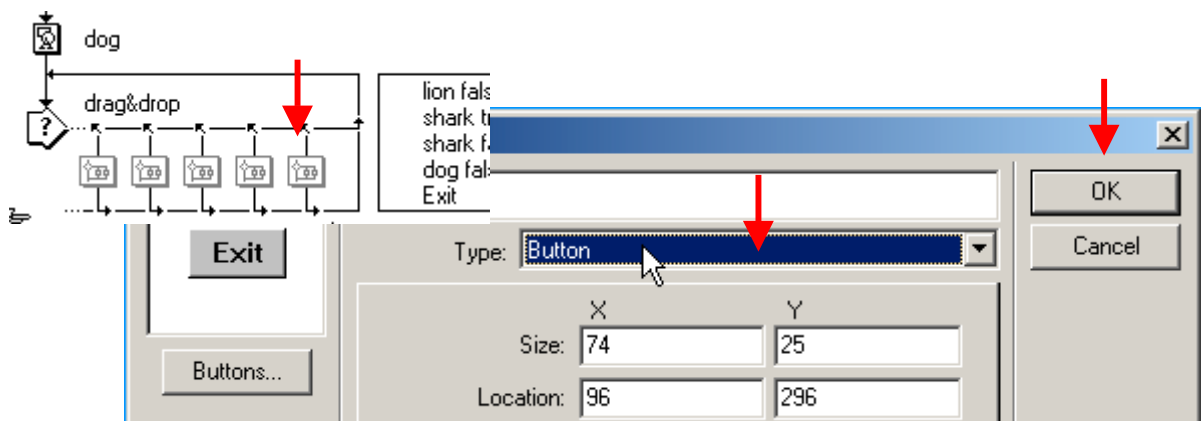 dog
drag&drop
?
lion fals
shark
shark
dog fals
Exit
OK
Cancel
Exit
Type: Button
X Y
Size: 74 25
Buttons...
Location: 96 296